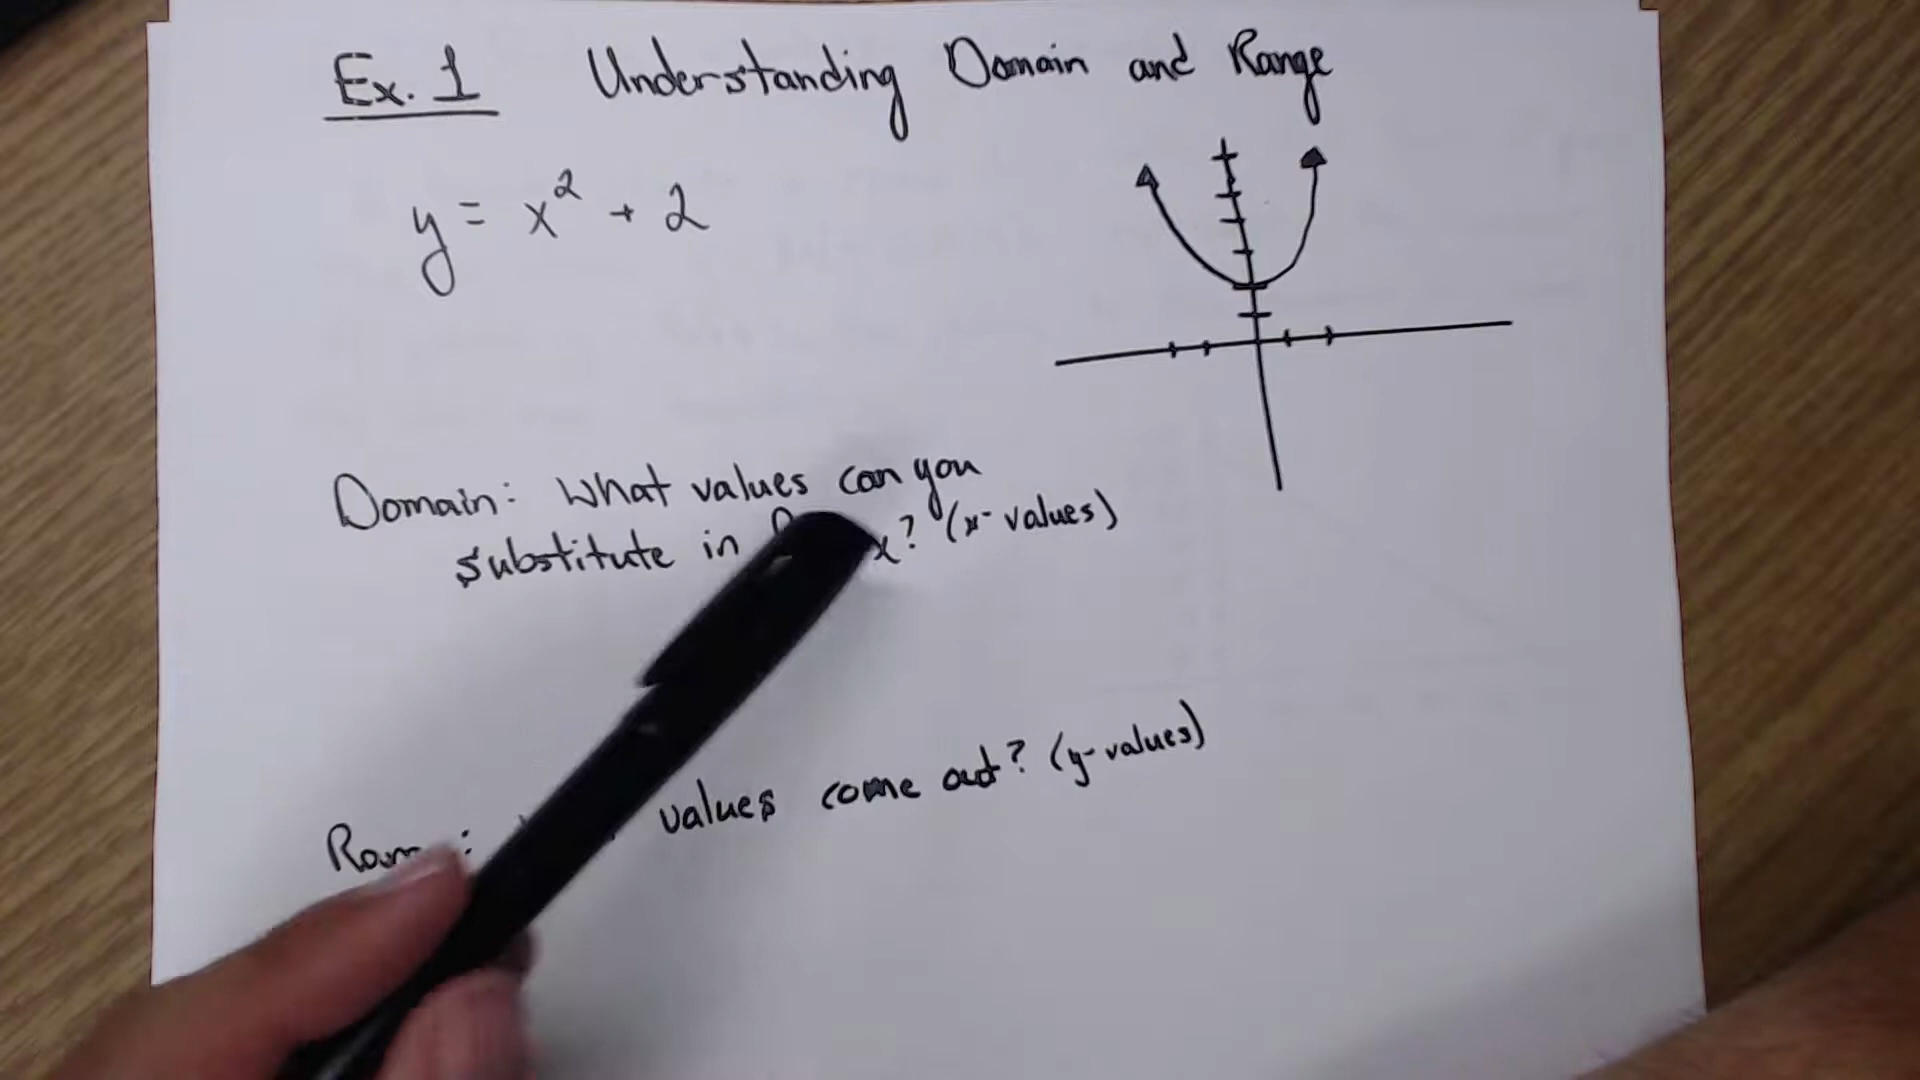 Ex. 1 Understanding Domain and Range
y = x² + 2
Domain: What values can you
substitute in x? (x-values)
values come out? (y-values)